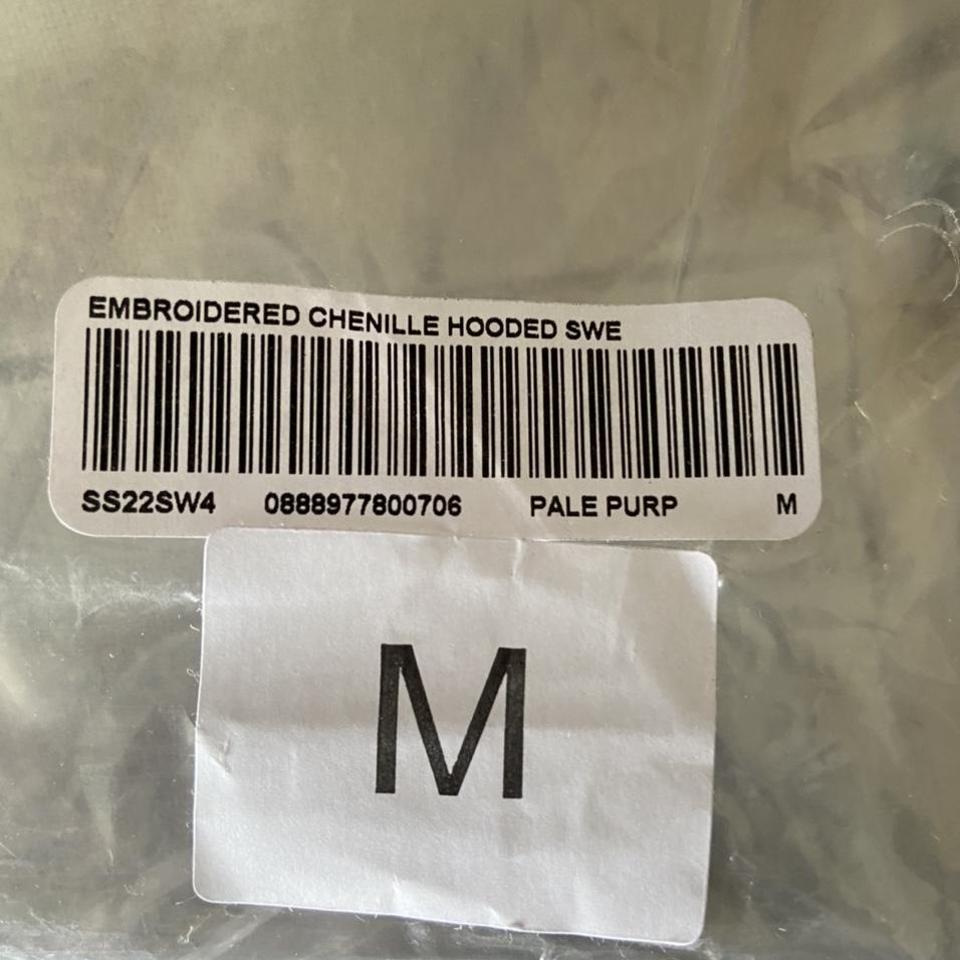 EMBROIDERED CHENILLE HOODED SWE
SS22SW4 0888977800706 PALE PURP M
M